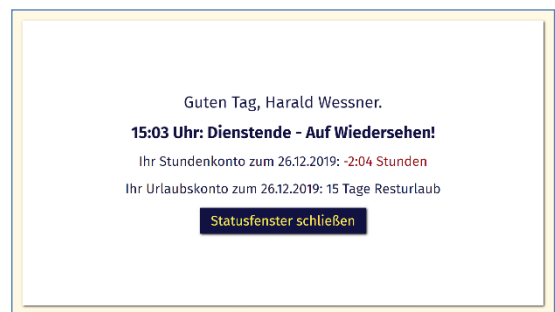 Guten Tag, Harald Wessner.
15:03 Uhr: Dienstende - Auf Wiedersehen!
Ihr Stundenkonto zum 26.12.2019: -2:04 Stunden
Ihr Urlaubskonto zum 26.12.2019: 15 Tage Resturlaub
Statusfenster schließen